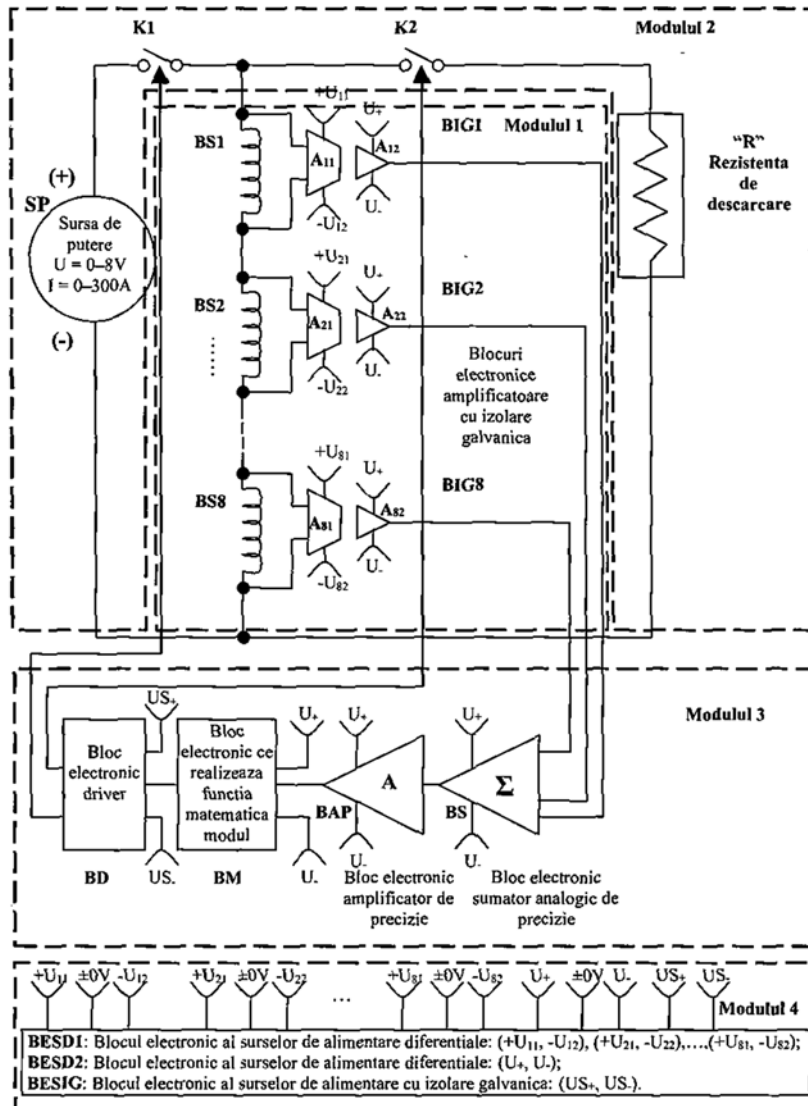 K1
K2
Modulul 2
+U11
U+
BIG1
Modulul 1
BS1
A11
A12
“R”
Rezistenta
de
descarcare
(+)
SP
Sursa de
putere
U = 0–8V
I = 0–300A
(-)
-U12
U-
+U21
U+
BIG2
BS2
A21
A22
......
-U22
U-
Blocuri
electronice
amplificatoare
cu izolare
galvanica
+U81
U+
BIG8
BS8
A81
A82
-U82
U-
Modulul 3
US+
U+
U+
U+
Bloc
electronic
driver
Bloc
electronic ce
realizeaza
functia
matematica
modul
A
Σ
BAP
BS
BD
US-
BM
U-
U-
U-
Bloc electronic
amplificator de
precizie
Bloc electronic
sumator analogic de
precizie
+U11 ±0V -U12 +U21 ±0V -U22 ... +U81 ±0V -U82 U+ ±0V U- US+ US-
Modulul 4
BESD1: Blocul electronic al surselor de alimentare diferentiale: (+U11, -U12), (+U21, -U22),....,(+U81, -U82);
BESD2: Blocul electronic al surselor de alimentare diferentiale: (U+, U-);
BESIG: Blocul electronic al surselor de alimentare cu izolare galvanica: (US+, US-).